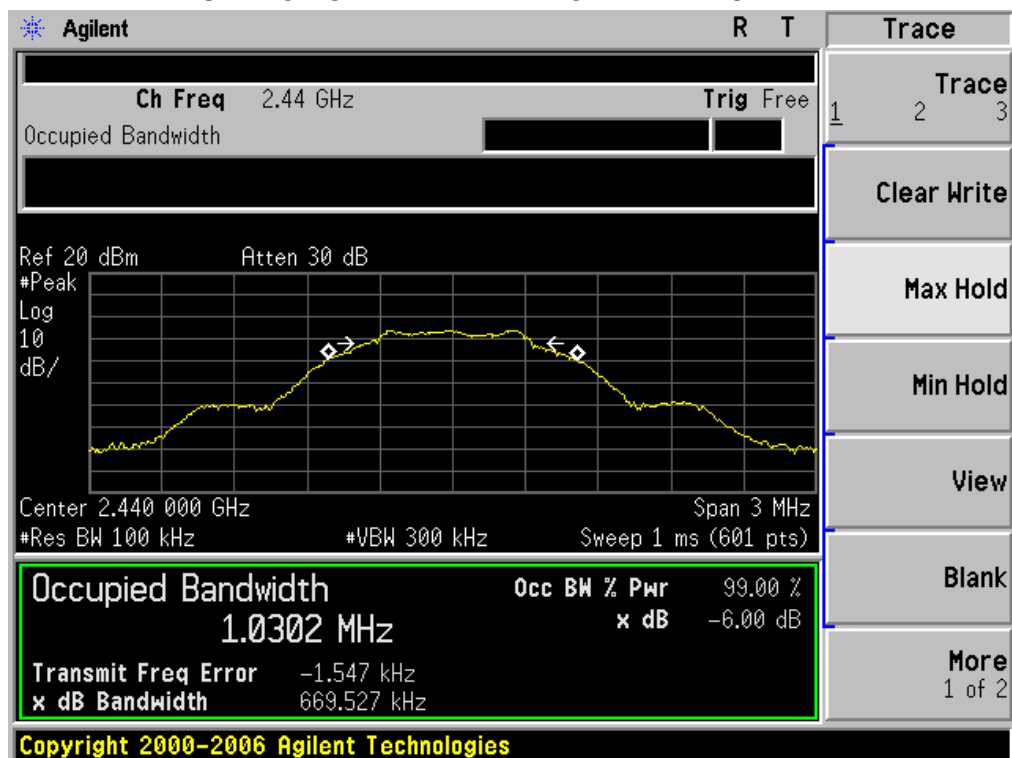 Agilent R T
Ch Freq 2.44 GHz Trig Free
Occupied Bandwidth
Ref 20 dBm Atten 30 dB
#Peak
Log
10
dB/
Center 2.440 000 GHz Span 3 MHz
#Res BW 100 kHz #VBW 300 kHz Sweep 1 ms (601 pts)
Occupied Bandwidth Occ BW % Pwr 99.00 %
1.0302 MHz x dB -6.00 dB
Transmit Freq Error -1.547 kHz
x dB Bandwidth 669.527 kHz
Copyright 2000-2006 Agilent Technologies
Trace
Trace
1 2 3
Clear Write
Max Hold
Min Hold
View
Blank
More
1 of 2